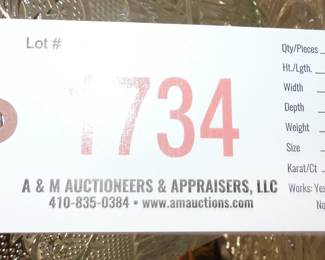 Lot #
1734
A & M AUCTIONEERS & APPRAISERS, LLC
410-835-0384 • www.amauctions.com
Qty/Pieces
Ht./Lgth.
Width
Depth
Weight
Size
Karat/Ct
Works: Yes
No